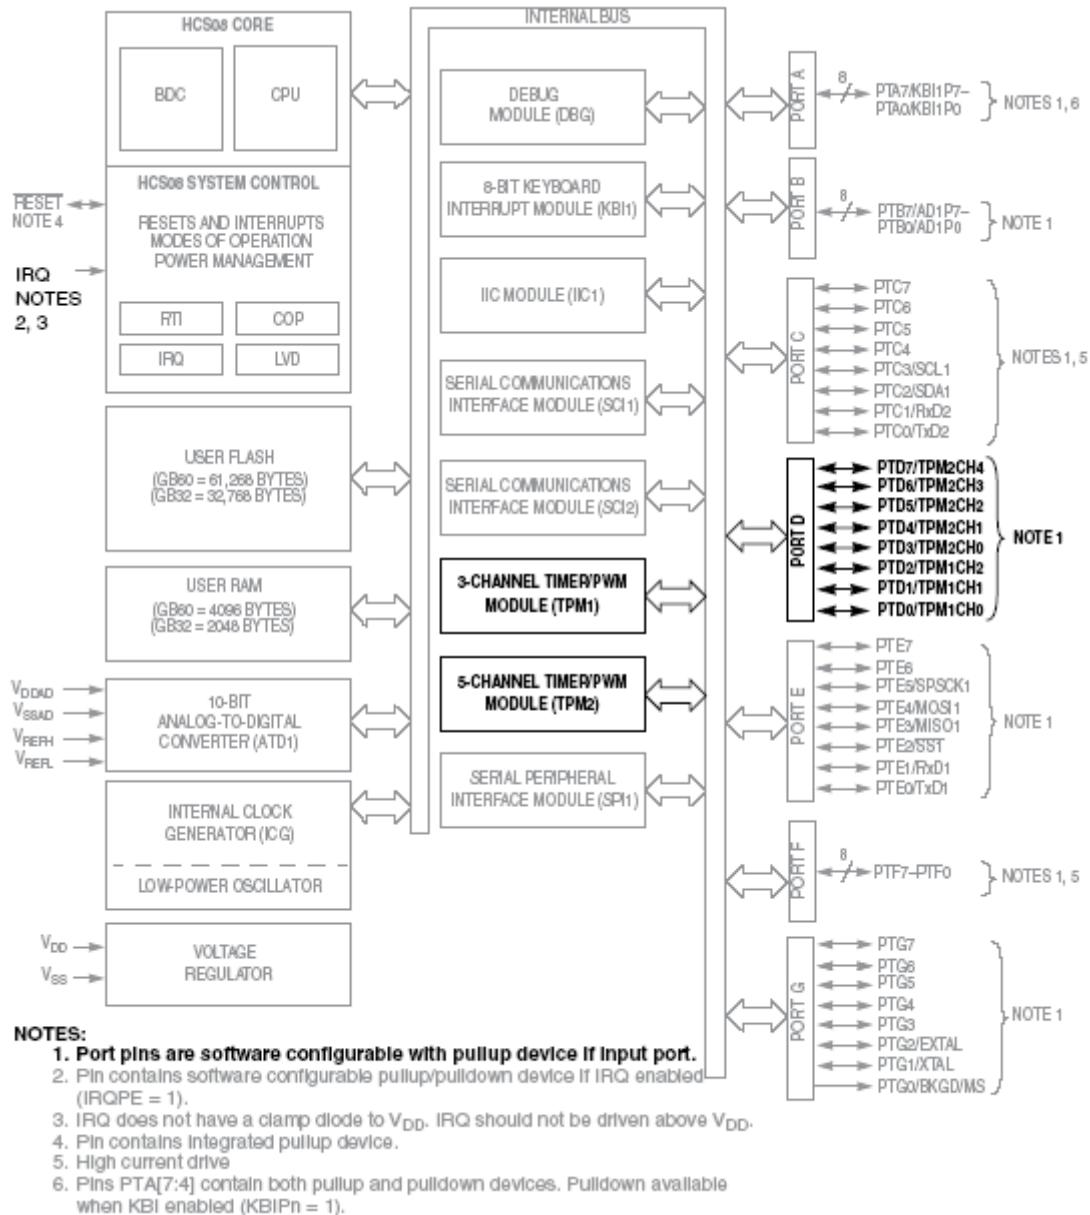 HCS08 CORE
BDC
CPU
HCS08 SYSTEM CONTROL
RESETS AND INTERRUPTS
MODES OF OPERATION
POWER MANAGEMENT
RTI
COP
IRQ
LVD
RESET
NOTE 4
IRQ
NOTES
2, 3
USER FLASH
(GB60 = 61,268 BYTES)
(GB32 = 32,768 BYTES)
USER RAM
(GB60 = 4096 BYTES)
(GB32 = 2048 BYTES)
VDDAD
VSSAD
VREFH
VREFL
10-BIT
ANALOG-TO-DIGITAL
CONVERTER (ATD1)
INTERNAL CLOCK
GENERATOR (ICG)
LOW-POWER OSCILLATOR
VDD
VSS
VOLTAGE
REGULATOR
INTERNAL BUS
DEBUG
MODULE (DBG)
8-BIT KEYBOARD
INTERRUPT MODULE (KBI1)
IIC MODULE (IIC1)
SERIAL COMMUNICATIONS
INTERFACE MODULE (SCI1)
SERIAL COMMUNICATIONS
INTERFACE MODULE (SCI2)
3-CHANNEL TIMER/PWM
MODULE (TPM1)
5-CHANNEL TIMER/PWM
MODULE (TPM2)
SERIAL PERIPHERAL
INTERFACE MODULE (SPI1)
PORT A
8
PTA7/KBI1P7–
PTA0/KBI1P0
NOTES 1, 6
PORT B
8
PTB7/AD1P7–
PTB0/AD1P0
NOTE 1
PORT C
PTC7
PTC6
PTC5
PTC4
PTC3/SCL1
PTC2/SDA1
PTC1/RxD2
PTC0/TxD2
NOTES 1, 5
PORT D
PTD7/TPM2CH4
PTD6/TPM2CH3
PTD5/TPM2CH2
PTD4/TPM2CH1
PTD3/TPM2CH0
PTD2/TPM1CH2
PTD1/TPM1CH1
PTD0/TPM1CH0
NOTE 1
PORT E
PTE7
PTE6
PTE5/SPSCK1
PTE4/MOSI1
PTE3/MISO1
PTE2/SS1
PTE1/RxD1
PTE0/TxD1
NOTE 1
PORT F
8
PTF7–PTF0
NOTES 1, 5
PORT G
PTG7
PTG6
PTG5
PTG4
PTG3
PTG2/EXTAL
PTG1/XTAL
PTG0/BKGD/MS
NOTE 1
NOTES:
1. Port pins are software configurable with pullup device if input port.
2. Pin contains software configurable pullup/pulldown device if IRQ enabled
(IRQPE = 1).
3. IRQ does not have a clamp diode to VDD. IRQ should not be driven above VDD.
4. Pin contains integrated pullup device.
5. High current drive
6. Pins PTA[7:4] contain both pullup and pulldown devices. Pulldown available
when KBI enabled (KBIPn = 1).